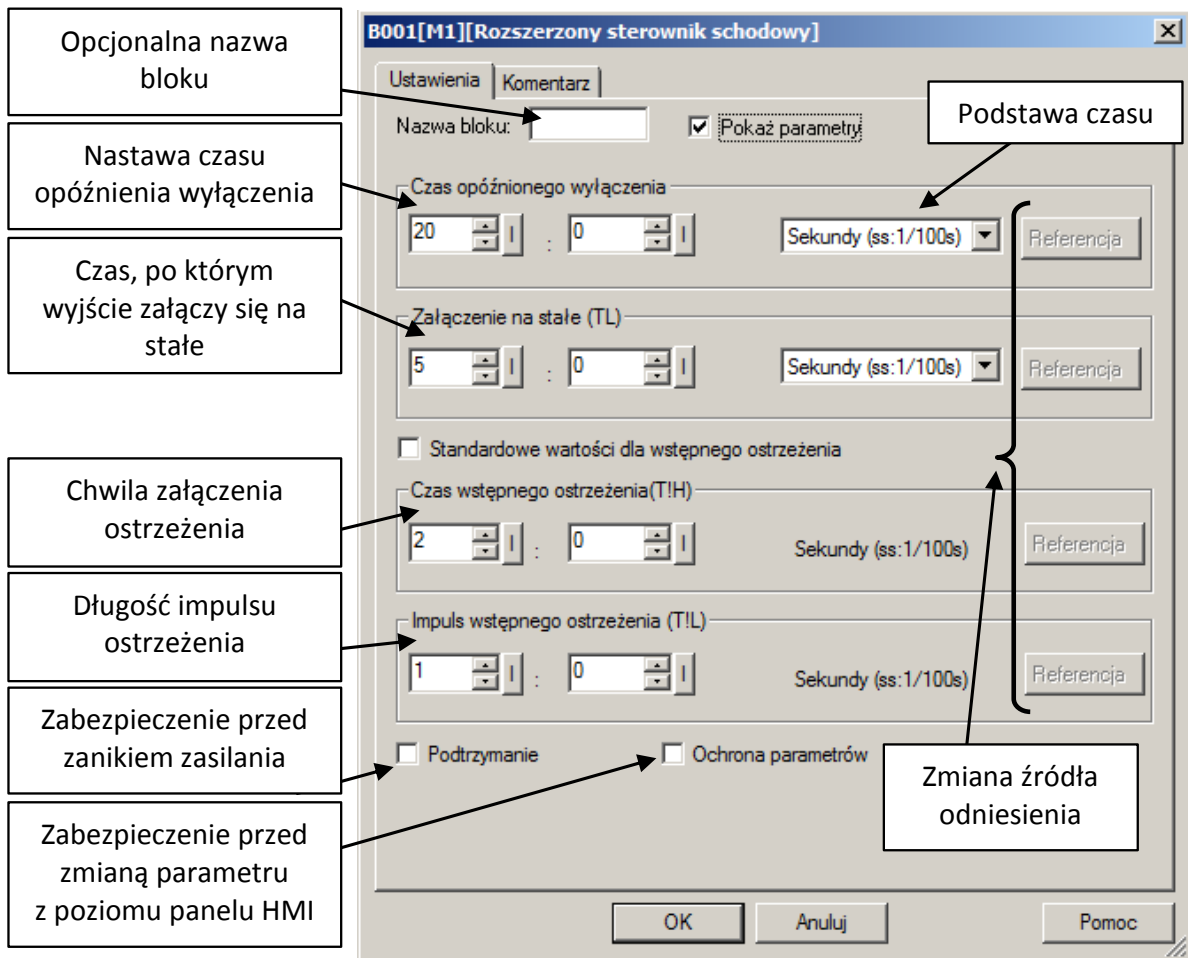 B001[M1][Rozszerzony sterownik schodowy]
Opcjonalna nazwa
bloku
Ustawienia
Komentarz
Nazwa bloku:
Pokaż parametry
Podstawa czasu
Nastawa czasu
opóźnienia wyłączenia
Czas opóźnionego wyłączenia
20 : 0 Sekundy (ss:1/100s) Referencja
Czas, po którym
wyjście załączy się na
stałe
Załączenie na stałe (TL)
5 : 0 Sekundy (ss:1/100s) Referencja
Standardowe wartości dla wstępnego ostrzeżenia
Chwila załączenia
ostrzeżenia
Czas wstępnego ostrzeżenia(T!H)
2 : 0 Sekundy (ss:1/100s) Referencja
Długość impulsu
ostrzeżenia
Impuls wstępnego ostrzeżenia (T!L)
1 : 0 Sekundy (ss:1/100s) Referencja
Zabezpieczenie przed
zanikiem zasilania
Podtrzymanie
Ochrona parametrów
Zmiana źródła
odniesienia
Zabezpieczenie przed
zmianą parametru
z poziomu panelu HMI
OK
Anuluj
Pomoc